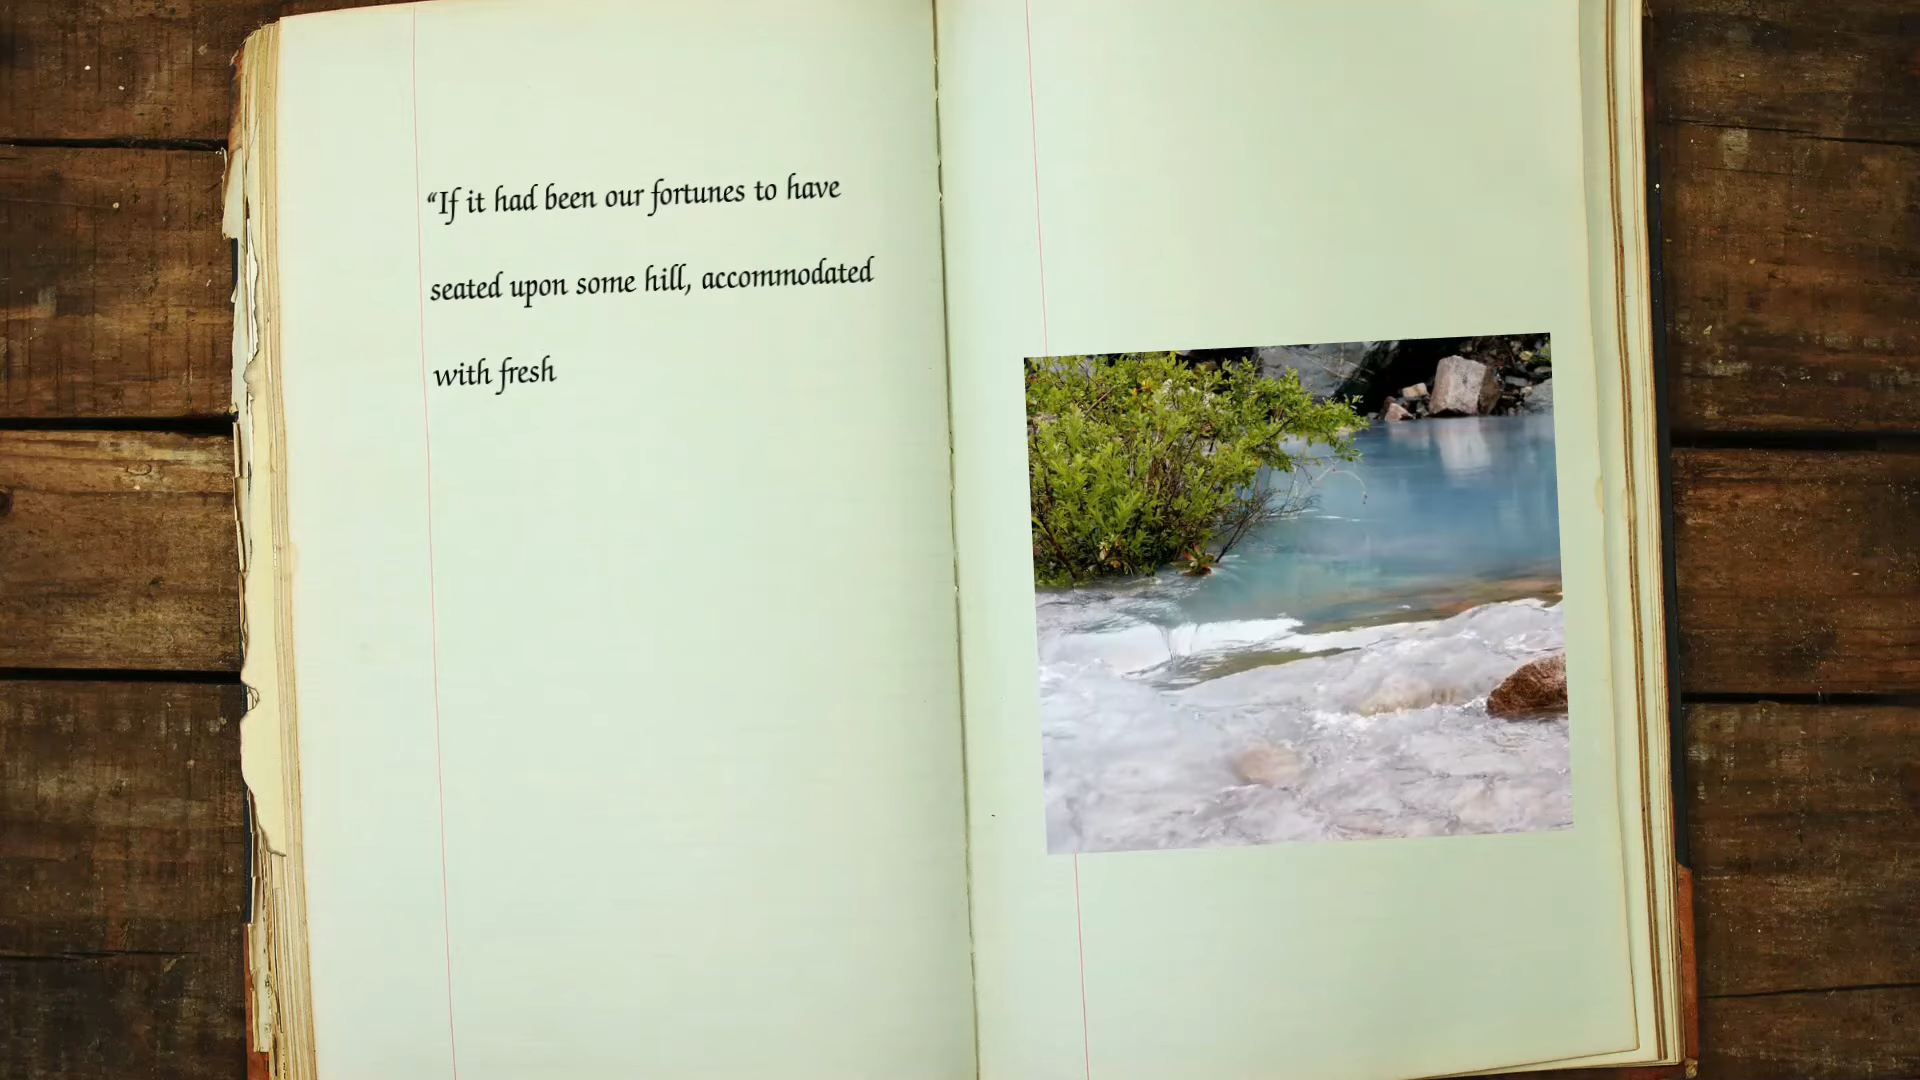 “If it had been our fortunes to have
seated upon some hill, accommodated
with fresh